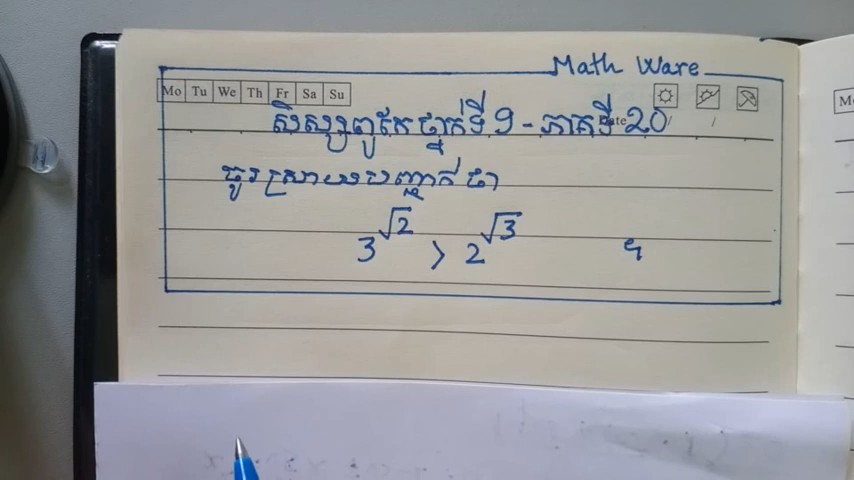 Math Ware
Mo Tu We Th Fr Sa Su
សិស្សពូកែថ្នាក់ទី 9 - ភាគទី 20
Date / /
ចូរស្រាយបញ្ជាក់ថា
3^√2 > 2^√3 ។
Mo